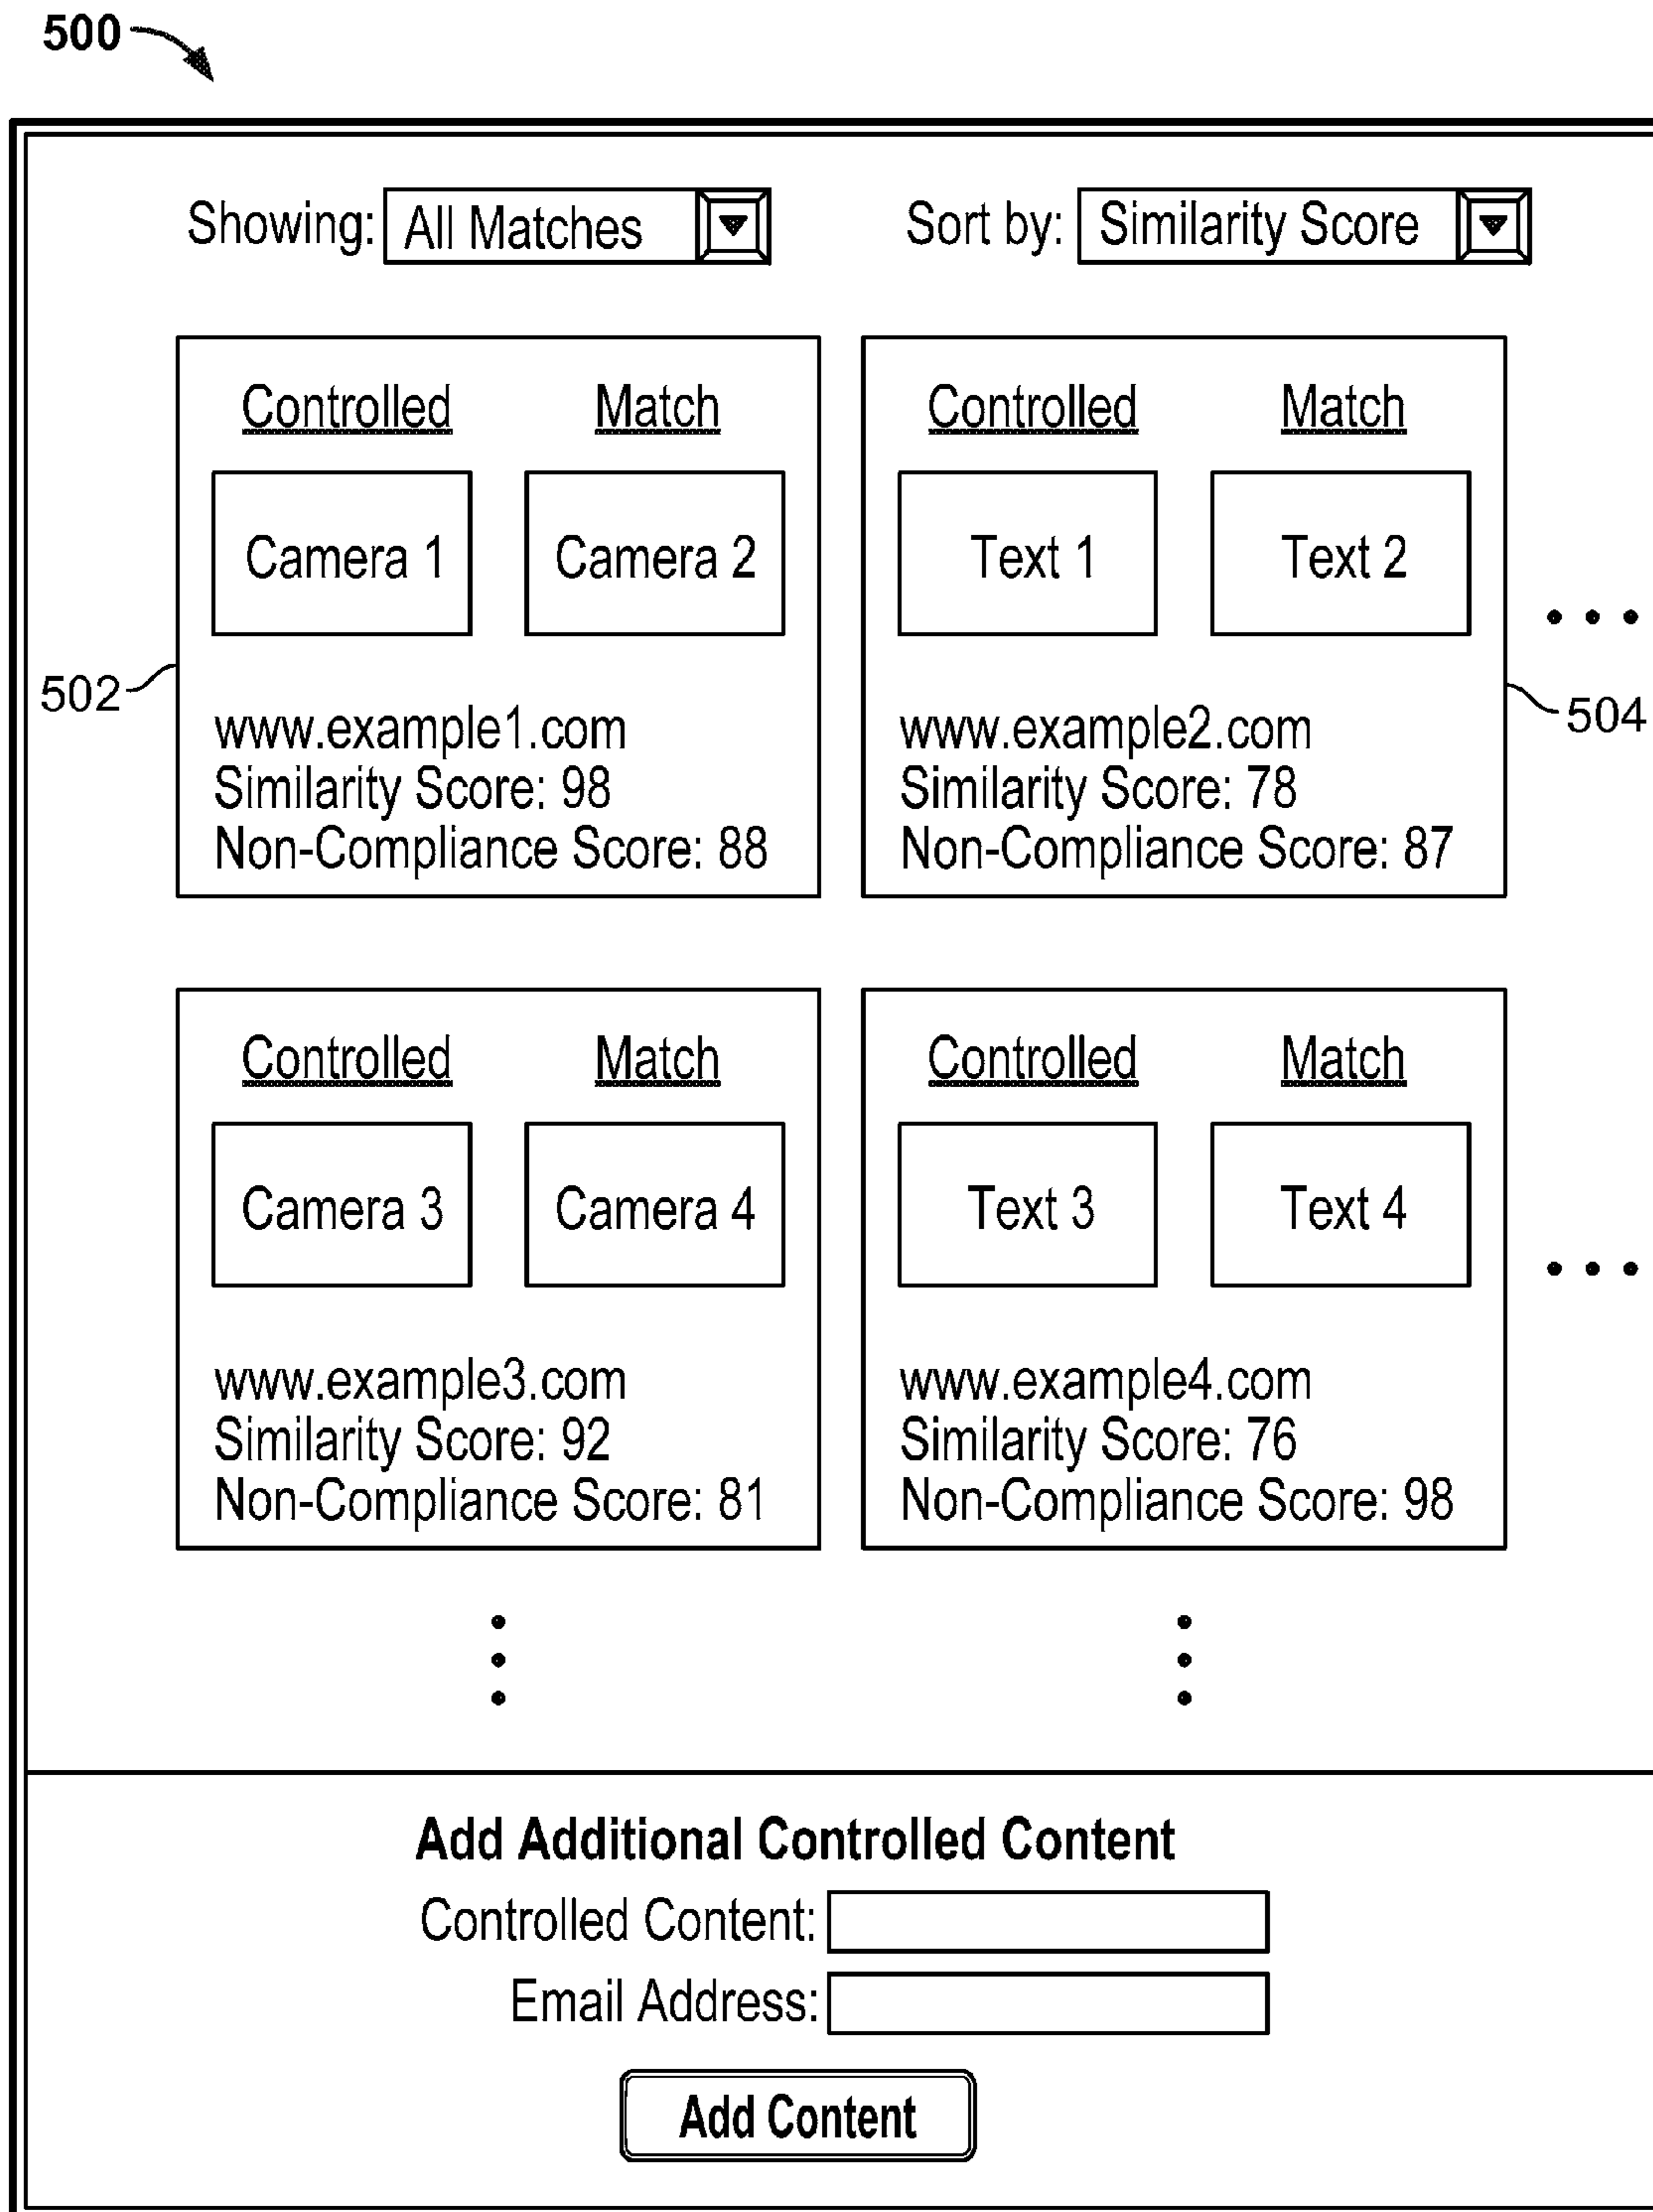 500
Showing: All Matches Sort by: Similarity Score
Controlled Match
Camera 1 Camera 2
502
www.example1.com
Similarity Score: 98
Non-Compliance Score: 88
Controlled Match
Text 1 Text 2
504
www.example2.com
Similarity Score: 78
Non-Compliance Score: 87
Controlled Match
Camera 3 Camera 4
www.example3.com
Similarity Score: 92
Non-Compliance Score: 81
Controlled Match
Text 3 Text 4
www.example4.com
Similarity Score: 76
Non-Compliance Score: 98
Add Additional Controlled Content
Controlled Content:
Email Address:
Add Content